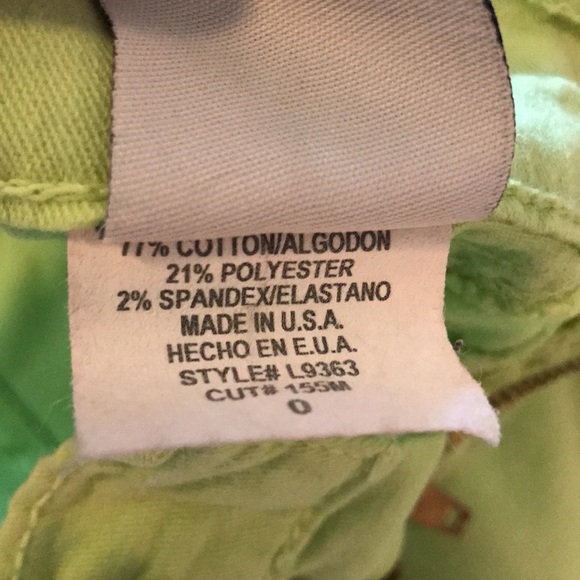 77% COTTON/ALGODON
21% POLYESTER
2% SPANDEX/ELASTANO
MADE IN U.S.A.
HECHO EN E.U.A.
STYLE# L9363
CUT# 155M
0